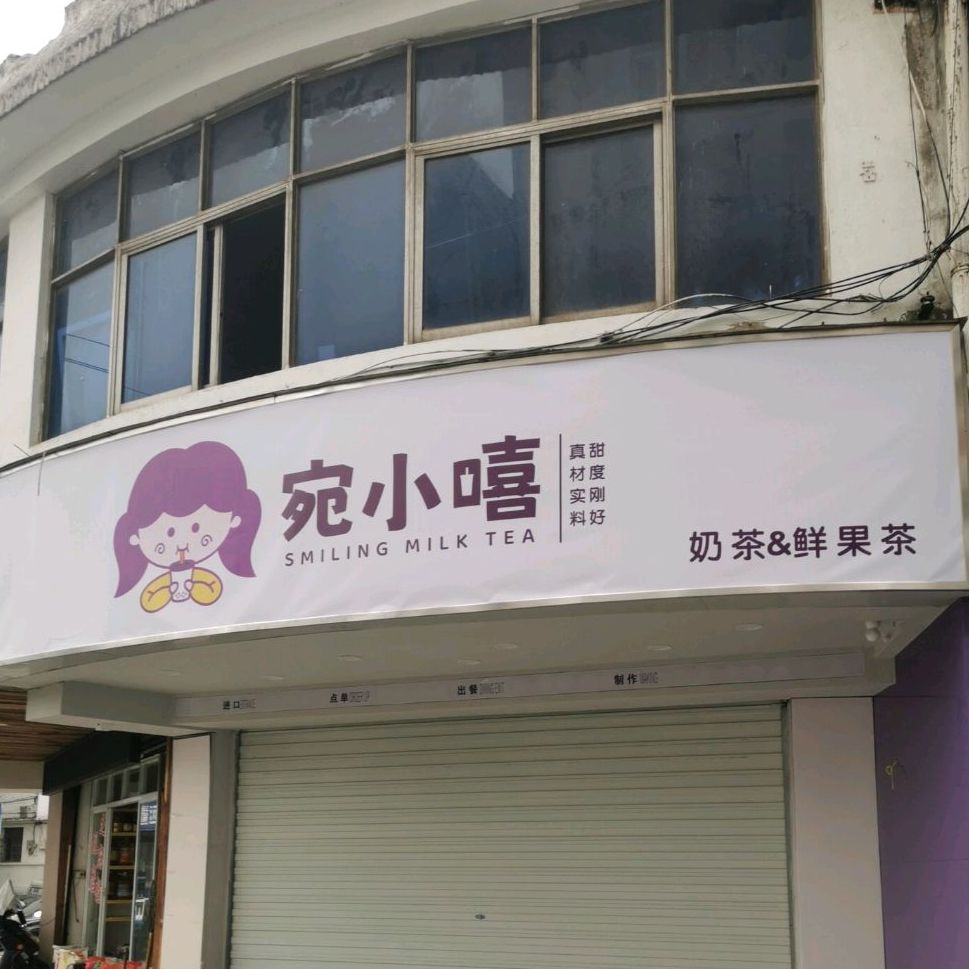 宛小嘻
SMILING MILK TEA
甜度刚好
真材实料
奶茶&鲜果茶
进口
点单
出餐
制作